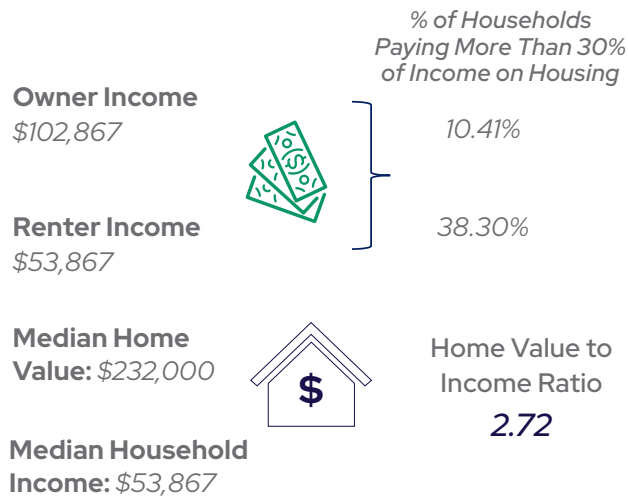 % of Households
Paying More Than 30%
of Income on Housing
Owner Income
$102,867
10.41%
Renter Income
$53,867
38.30%
Median Home
Value: $232,000
$
Home Value to
Income Ratio
2.72
Median Household
Income: $53,867